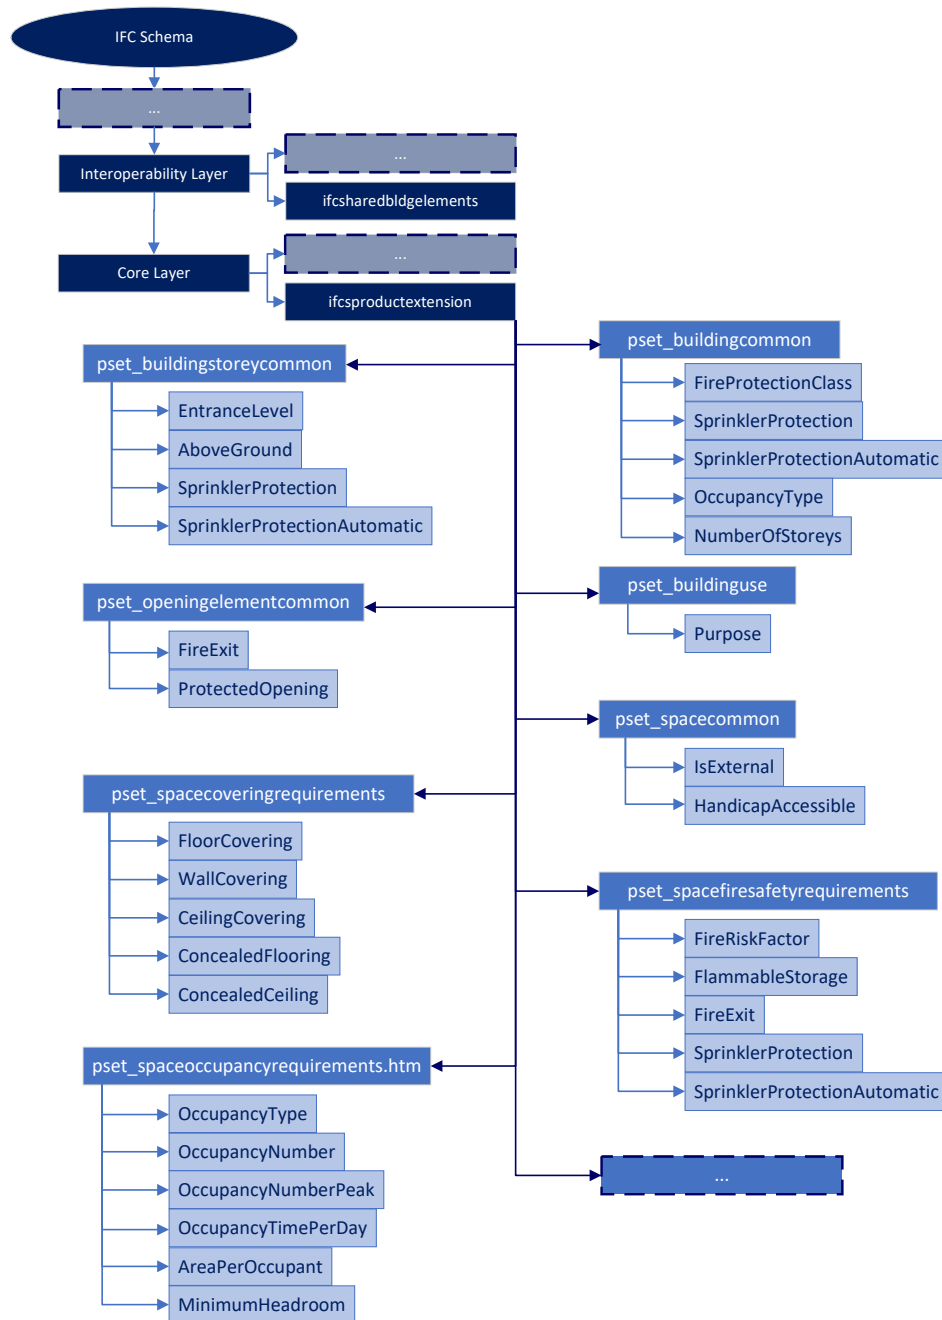 IFC Schema
...
Interoperability Layer
...
ifcsharedbldgelements
Core Layer
...
ifcsproductextension
pset_buildingstoreycommon
EntranceLevel
AboveGround
SprinklerProtection
SprinklerProtectionAutomatic
pset_buildingcommon
FireProtectionClass
SprinklerProtection
SprinklerProtectionAutomatic
OccupancyType
NumberOfStoreys
pset_openingelementcommon
FireExit
ProtectedOpening
pset_buildinguse
Purpose
pset_spacecommon
IsExternal
HandicapAccessible
pset_spacecoveringrequirements
FloorCovering
WallCovering
CeilingCovering
ConcealedFlooring
ConcealedCeiling
pset_spacefiresafetyrequirements
FireRiskFactor
FlammableStorage
FireExit
SprinklerProtection
SprinklerProtectionAutomatic
pset_spaceoccupancyrequirements.htm
OccupancyType
OccupancyNumber
OccupancyNumberPeak
OccupancyTimePerDay
AreaPerOccupant
MinimumHeadroom
...